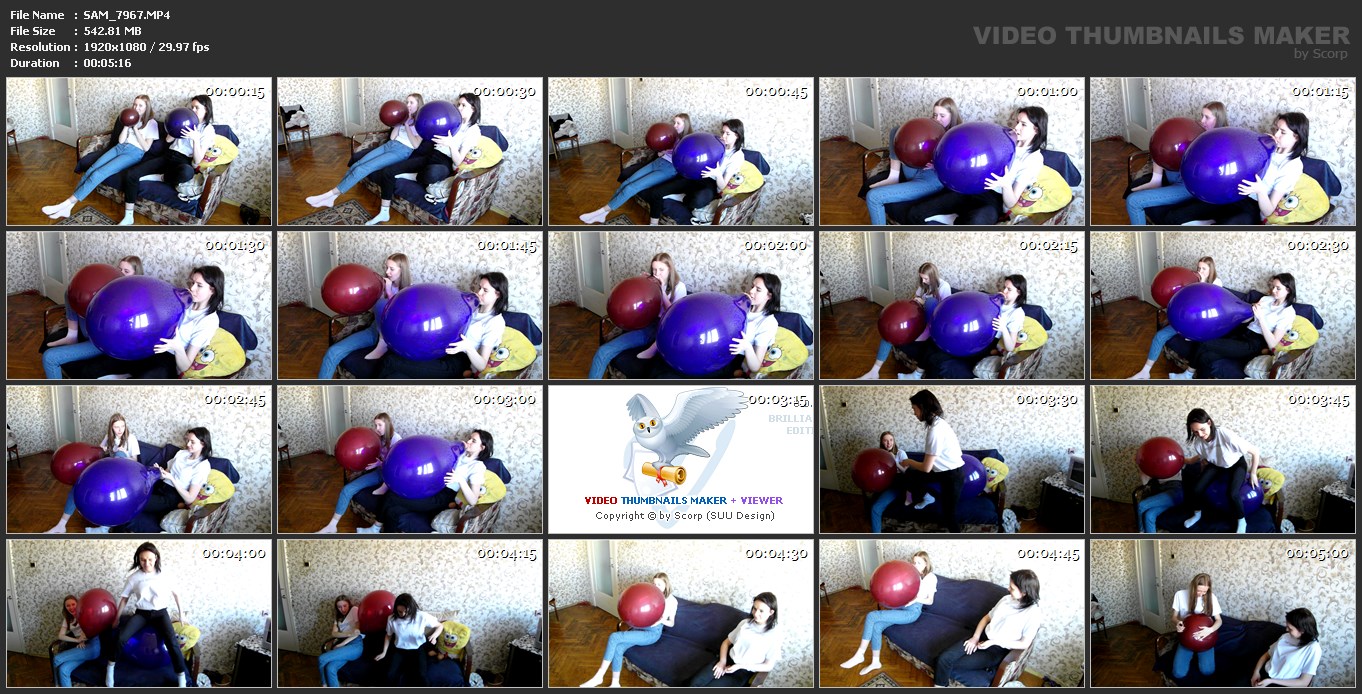 File Name : SAM_7967.MP4
File Size : 542.81 MB
Resolution : 1920x1080 / 29.97 fps
Duration : 00:05:16
VIDEO THUMBNAILS MAKER
by Scorp
00:00:15
00:00:30
00:00:45
00:01:00
00:01:15
00:01:30
00:01:45
00:02:00
00:02:15
00:02:30
00:02:45
00:03:00
00:03:15
BRILLIA
EDIT
VIDEO THUMBNAILS MAKER + VIEWER
Copyright © by Scorp (SUU Design)
00:03:30
00:03:45
00:04:00
00:04:15
00:04:30
00:04:45
00:05:00